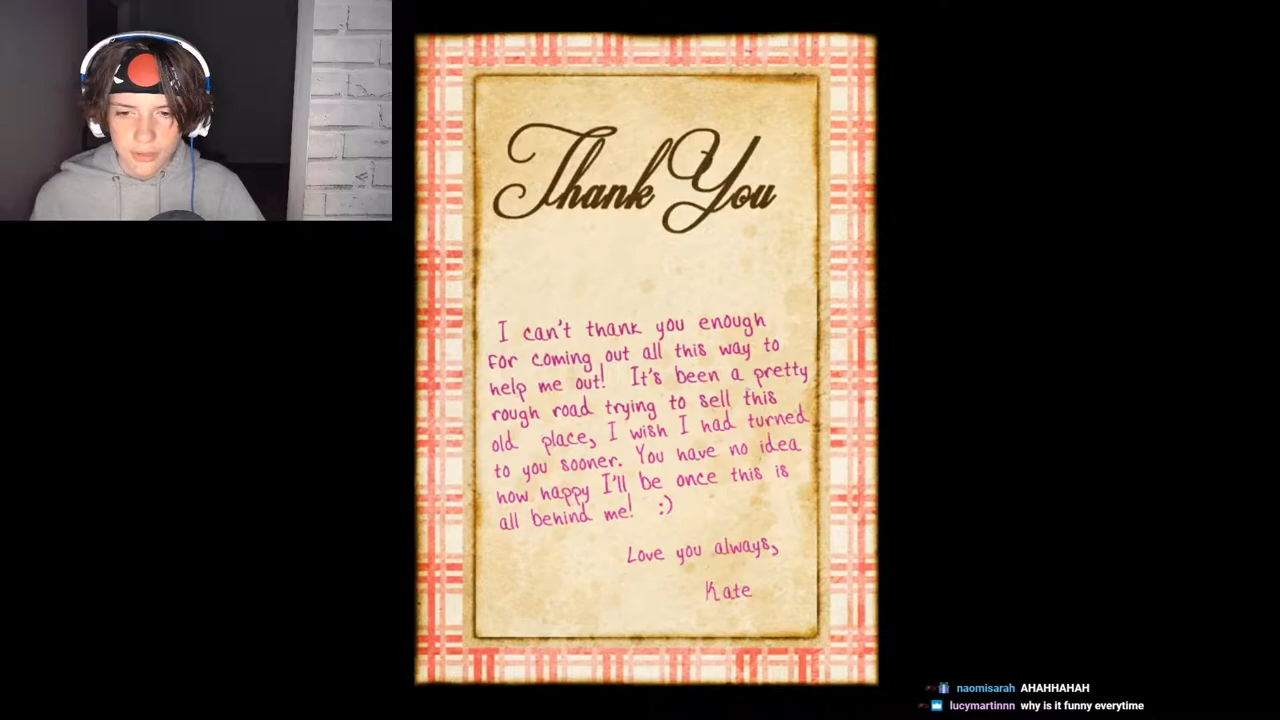 Thank You
I can't thank you enough
for coming out all this way to
help me out! It's been a pretty
rough road trying to sell this
old place, I wish I had turned
to you sooner. You have no idea
how happy I'll be once this is
all behind me! :)
Love you always,
Kate
naomisarah AHAHHAHAH
lucymartinnn why is it funny everytime